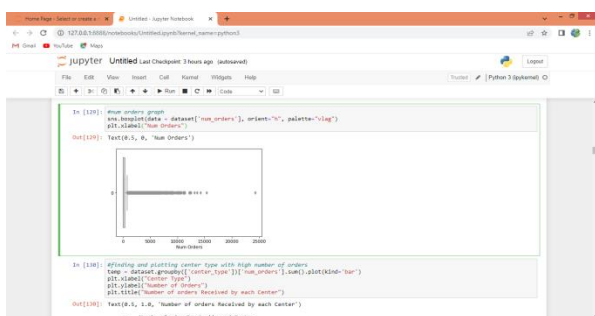 Home Page - Select or create a
Untitled - Jupyter Notebook
127.0.0.1:8888/notebooks/Untitled.ipynb?kernel_name=python3
Gmail YouTube Maps
jupyter Untitled Last Checkpoint: 3 hours ago (autosaved)
Logout
File Edit View Insert Cell Kernel Widgets Help
Trusted Python 3 (ipykernel)
Run Code
In [129]: #num orders graph
sns.boxplot(data = dataset['num_orders'], orient="h", palette="vlag")
plt.xlabel("Num Orders")
Out[129]: Text(0.5, 0, 'Num Orders')
0
0 5000 10000 15000 20000 25000
Num Orders
In [130]: #finding and plotting center type with high number of orders
temp = dataset.groupby(['center_type'])['num_orders'].sum().plot(kind='bar')
plt.xlabel("Center Type")
plt.ylabel("Number of Orders")
plt.title("Number of orders Received by each Center")
Out[130]: Text(0.5, 1.0, 'Number of orders Received by each Center')